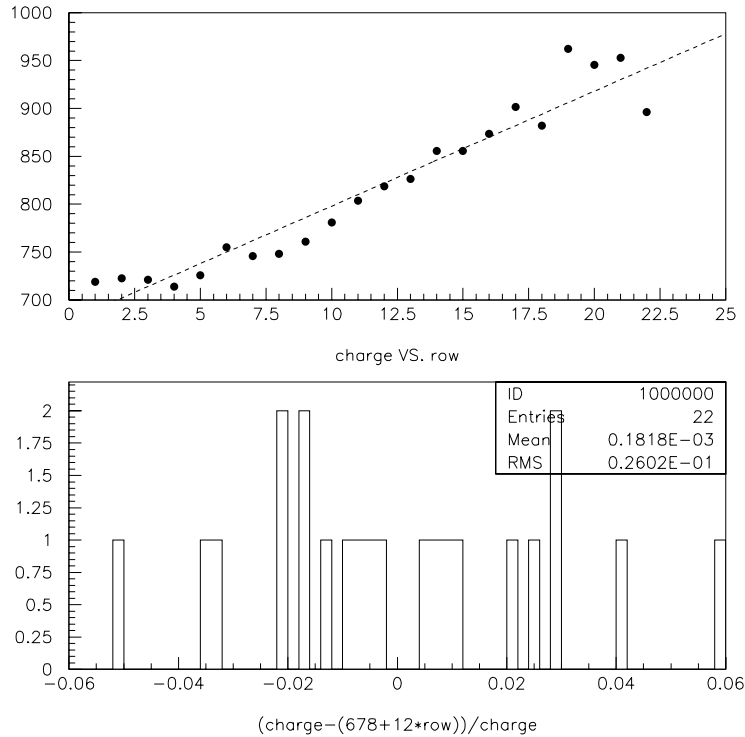 1000
950
900
850
800
750
700
0 2.5 5 7.5 10 12.5 15 17.5 20 22.5 25
charge VS. row
ID 1000000
Entries 22
Mean 0.1818E-03
RMS 0.2602E-01
2
1.75
1.5
1.25
1
0.75
0.5
0.25
0
-0.06 -0.04 -0.02 0 0.02 0.04 0.06
(charge-(678+12*row))/charge